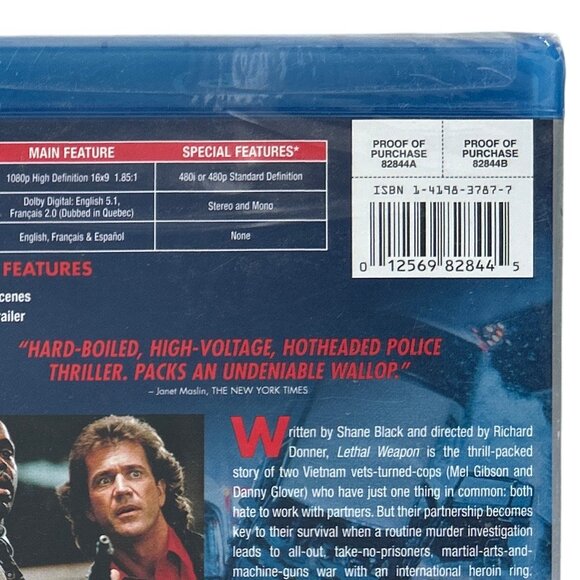 MAIN FEATURE SPECIAL FEATURES*
1080p High Definition 16x9 1.85:1 480i or 480p Standard Definition
Dolby Digital: English 5.1,
Français 2.0 (Dubbed in Quebec) Stereo and Mono
English, Français & Español None
PROOF OF
PURCHASE
82844A
PROOF OF
PURCHASE
82844B
ISBN 1-4198-3787-7
0 12569 82844 5
FEATURES
cenes
railer
“HARD-BOILED, HIGH-VOLTAGE, HOTHEADED POLICE
THRILLER. PACKS AN UNDENIABLE WALLOP.”
– Janet Maslin, THE NEW YORK TIMES
Written by Shane Black and directed by Richard
Donner, Lethal Weapon is the thrill-packed
story of two Vietnam vets-turned-cops (Mel Gibson and
Danny Glover) who have just one thing in common: both
hate to work with partners. But their partnership becomes
key to their survival when a routine murder investigation
leads to all-out, take-no-prisoners, martial-arts-and-
machine-guns war with an international heroin ring.